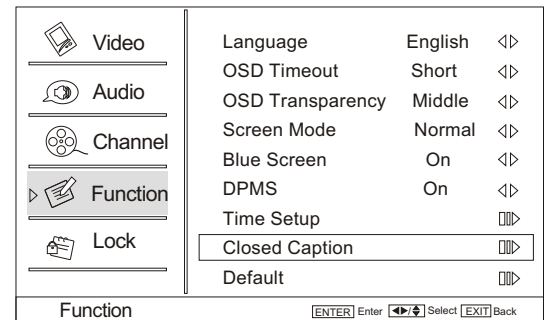 Video
Audio
Channel
Function
Lock
Language English
OSD Timeout Short
OSD Transparency Middle
Screen Mode Normal
Blue Screen On
DPMS On
Time Setup
Closed Caption
Default
Function ENTER Enter Select EXIT Back